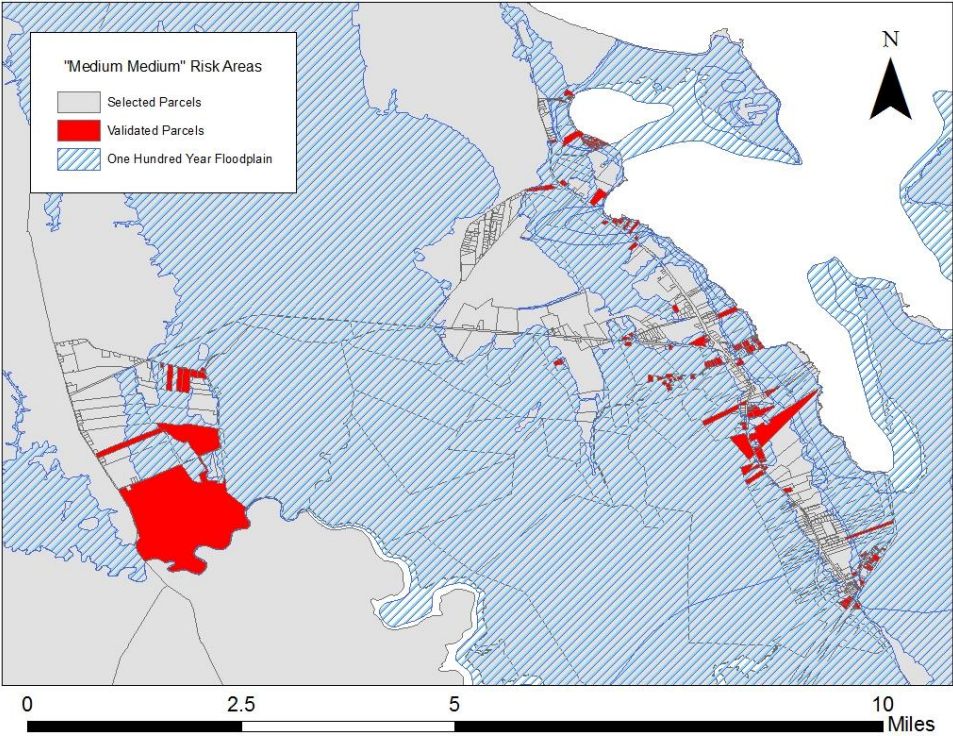 "Medium Medium" Risk Areas
Selected Parcels
Validated Parcels
One Hundred Year Floodplain
N
0 2.5 5 10
Miles